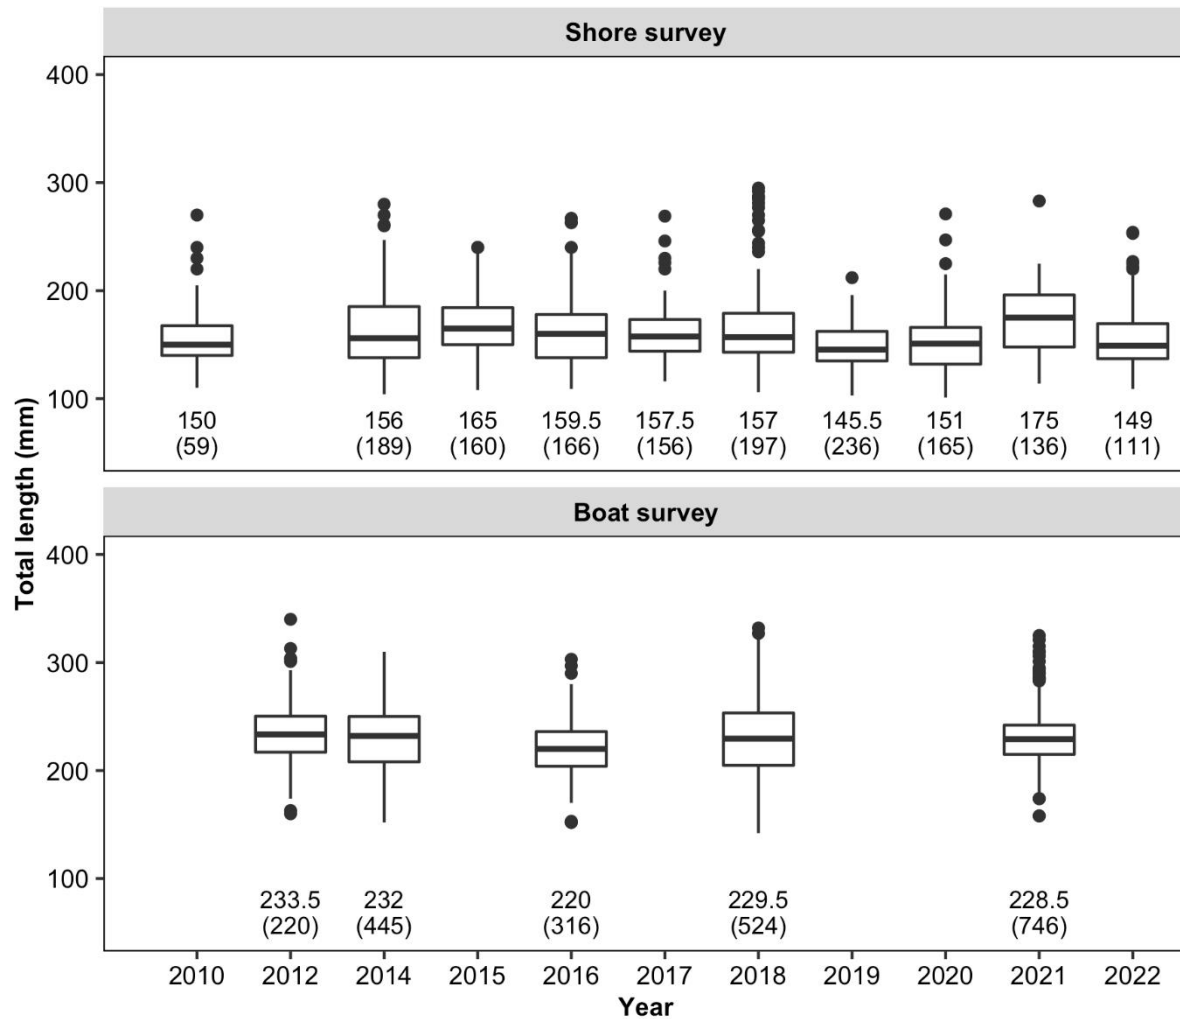 Shore survey
400
300
200
100
150 156 165 159.5 157.5 157 145.5 151 175 149
(59) (189) (160) (166) (156) (197) (236) (165) (136) (111)
Total length (mm)
Boat survey
400
300
200
100
233.5 232 220 229.5 228.5
(220) (445) (316) (524) (746)
2010 2012 2014 2015 2016 2017 2018 2019 2020 2021 2022
Year